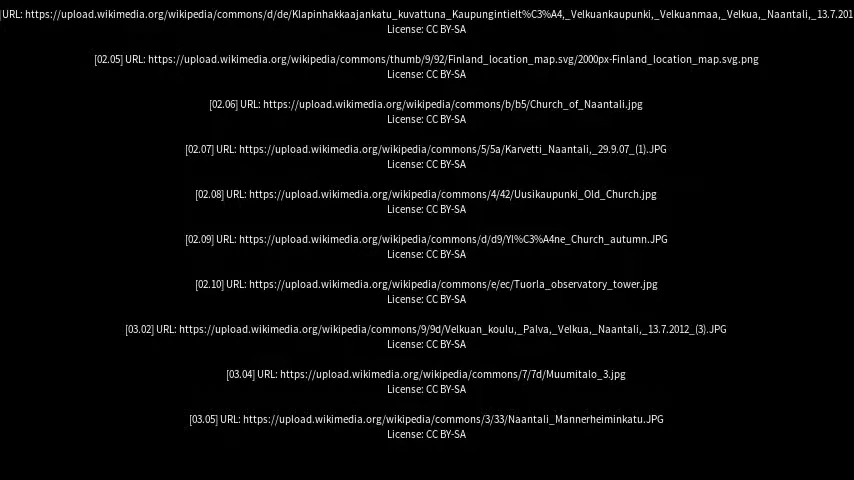 URL: https://upload.wikimedia.org/wikipedia/commons/d/de/Klapinhakkaajankatu_kuvattuna_Kaupungintielt%C3%A4,_Velkuankaupunki,_Velkuanmaa,_Velkua,_Naantali,_13.7.201
License: CC BY-SA
[02.05] URL: https://upload.wikimedia.org/wikipedia/commons/thumb/9/92/Finland_location_map.svg/2000px-Finland_location_map.svg.png
License: CC BY-SA
[02.06] URL: https://upload.wikimedia.org/wikipedia/commons/b/b5/Church_of_Naantali.jpg
License: CC BY-SA
[02.07] URL: https://upload.wikimedia.org/wikipedia/commons/5/5a/Karvetti_Naantali,_29.9.07_(1).JPG
License: CC BY-SA
[02.08] URL: https://upload.wikimedia.org/wikipedia/commons/4/42/Uusikaupunki_Old_Church.jpg
License: CC BY-SA
[02.09] URL: https://upload.wikimedia.org/wikipedia/commons/d/d9/Yl%C3%A4ne_Church_autumn.JPG
License: CC BY-SA
[02.10] URL: https://upload.wikimedia.org/wikipedia/commons/e/ec/Tuorla_observatory_tower.jpg
License: CC BY-SA
[03.02] URL: https://upload.wikimedia.org/wikipedia/commons/9/9d/Velkuan_koulu,_Palva,_Velkua,_Naantali,_13.7.2012_(3).JPG
License: CC BY-SA
[03.04] URL: https://upload.wikimedia.org/wikipedia/commons/7/7d/Muumitalo_3.jpg
License: CC BY-SA
[03.05] URL: https://upload.wikimedia.org/wikipedia/commons/3/33/Naantali_Mannerheiminkatu.JPG
License: CC BY-SA